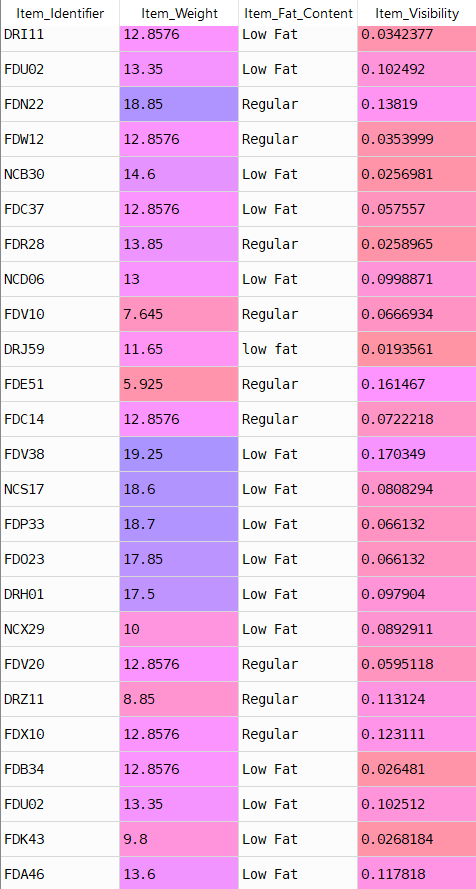 Item_Identifier Item_Weight Item_Fat_Content Item_Visibility
DRI11 12.8576 Low Fat 0.0342377
FDU02 13.35 Low Fat 0.102492
FDN22 18.85 Regular 0.13819
FDW12 12.8576 Regular 0.0353999
NCB30 14.6 Low Fat 0.0256981
FDC37 12.8576 Low Fat 0.057557
FDR28 13.85 Regular 0.0258965
NCD06 13 Low Fat 0.0998871
FDV10 7.645 Regular 0.0666934
DRJ59 11.65 low fat 0.0193561
FDE51 5.925 Regular 0.161467
FDC14 12.8576 Regular 0.0722218
FDV38 19.25 Low Fat 0.170349
NCS17 18.6 Low Fat 0.0808294
FDP33 18.7 Low Fat 0.066132
FDO23 17.85 Low Fat 0.066132
DRH01 17.5 Low Fat 0.097904
NCX29 10 Low Fat 0.0892911
FDV20 12.8576 Regular 0.0595118
DRZ11 8.85 Regular 0.113124
FDX10 12.8576 Regular 0.123111
FDB34 12.8576 Low Fat 0.026481
FDU02 13.35 Low Fat 0.102512
FDK43 9.8 Low Fat 0.0268184
FDA46 13.6 Low Fat 0.117818